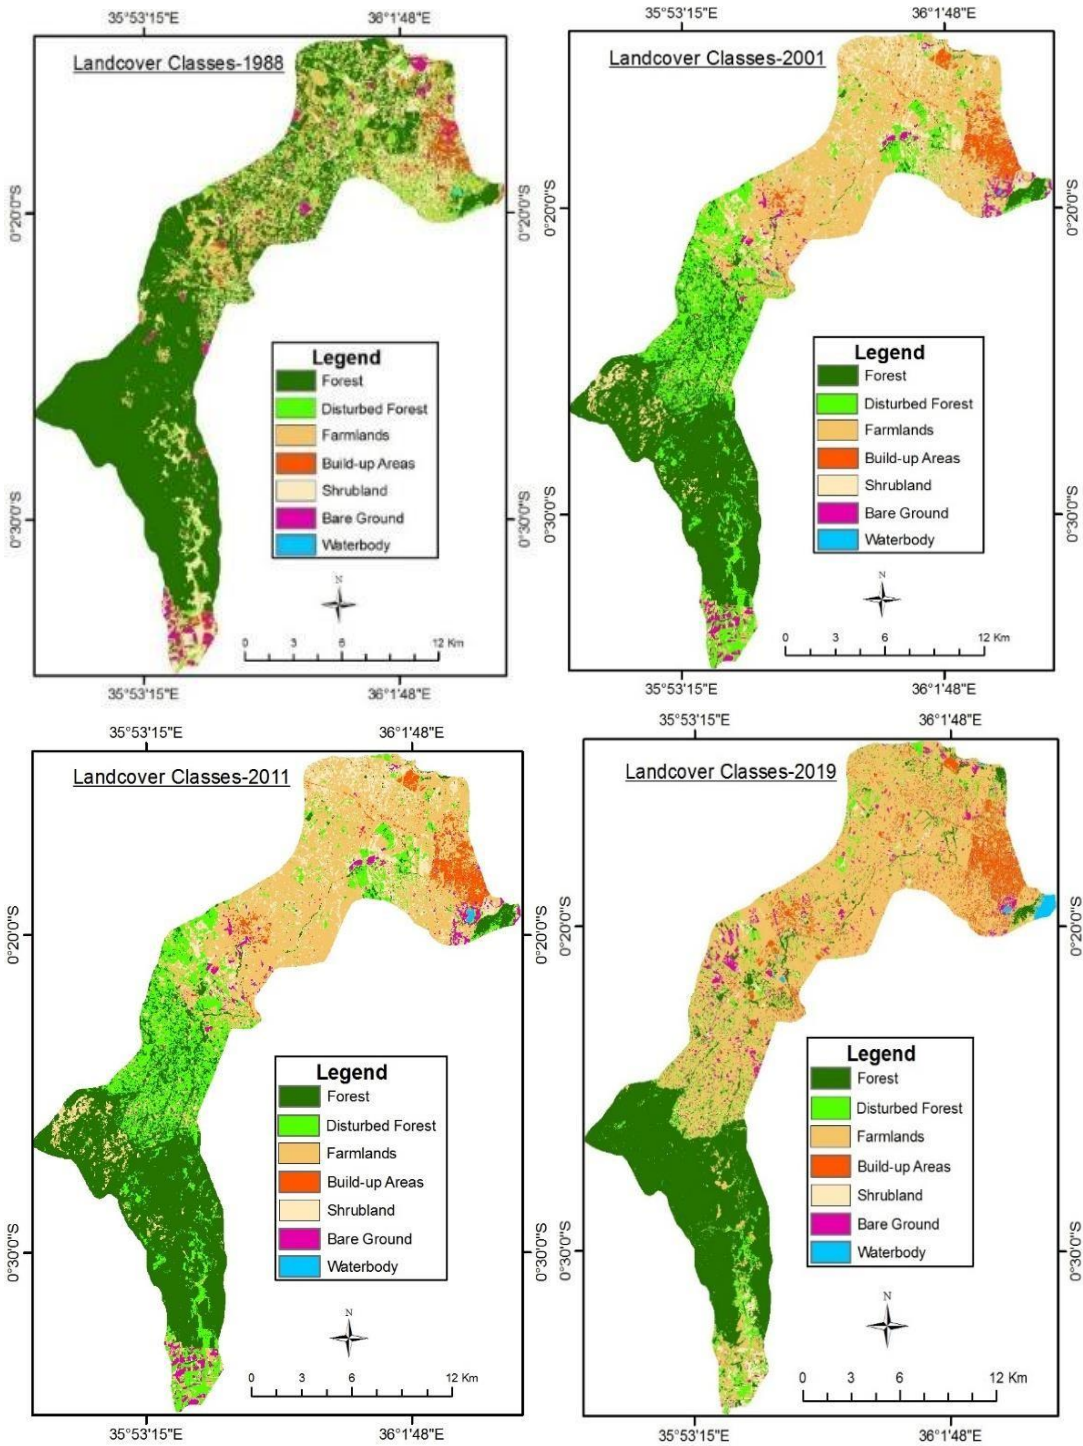 35°53'15"E 36°1'48"E
Landcover Classes-1988
0°20'0"S 0°20'0"S
0°30'0"S 0°30'0"S
Legend
Forest
Disturbed Forest
Farmlands
Build-up Areas
Shrubland
Bare Ground
Waterbody
N
0 3 6 12 Km
35°53'15"E 36°1'48"E
35°53'15"E 36°1'48"E
Landcover Classes-2001
0°20'0"S 0°20'0"S
0°30'0"S 0°30'0"S
Legend
Forest
Disturbed Forest
Farmlands
Build-up Areas
Shrubland
Bare Ground
Waterbody
N
0 3 6 12 Km
35°53'15"E 36°1'48"E
35°53'15"E 36°1'48"E
Landcover Classes-2011
0°20'0"S 0°20'0"S
0°30'0"S 0°30'0"S
Legend
Forest
Disturbed Forest
Farmlands
Build-up Areas
Shrubland
Bare Ground
Waterbody
N
0 3 6 12 Km
35°53'15"E 36°1'48"E
35°53'15"E 36°1'48"E
Landcover Classes-2019
0°20'0"S 0°20'0"S
0°30'0"S 0°30'0"S
Legend
Forest
Disturbed Forest
Farmlands
Build-up Areas
Shrubland
Bare Ground
Waterbody
N
0 3 6 12 Km
35°53'15"E 36°1'48"E